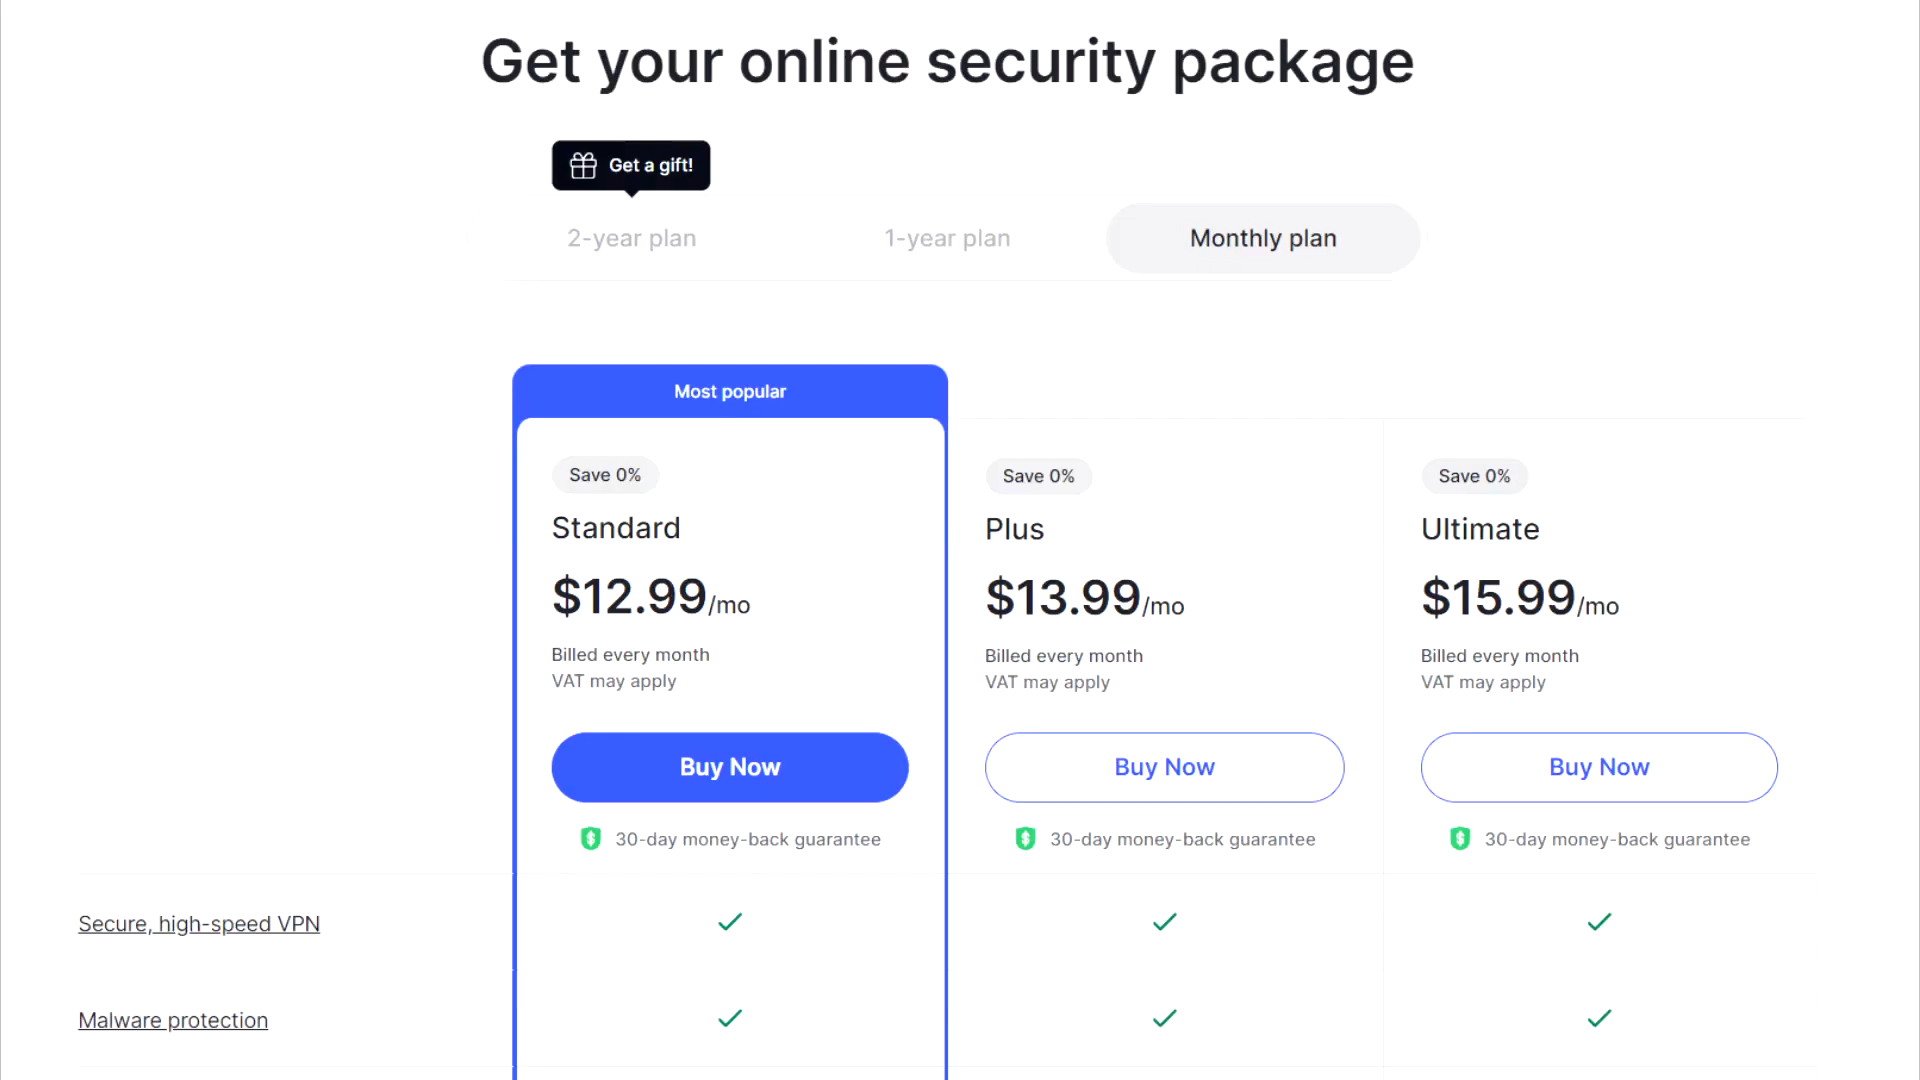 Get your online security package
Get a gift!
2-year plan
1-year plan
Monthly plan
Most popular
Save 0%
Standard
$12.99/mo
Billed every month
VAT may apply
Buy Now
30-day money-back guarantee
Save 0%
Plus
$13.99/mo
Billed every month
VAT may apply
Buy Now
30-day money-back guarantee
Save 0%
Ultimate
$15.99/mo
Billed every month
VAT may apply
Buy Now
30-day money-back guarantee
Secure, high-speed VPN
Malware protection